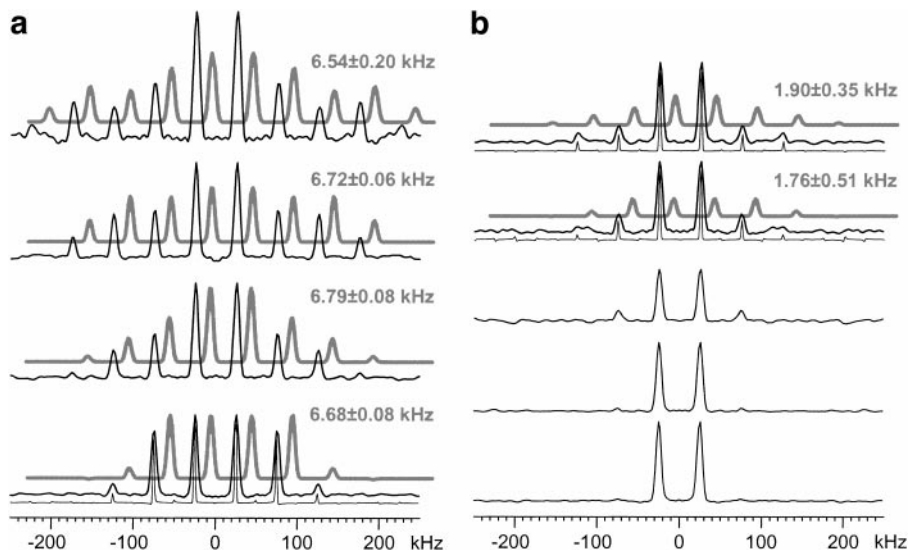 a
b
6.54±0.20 kHz
1.90±0.35 kHz
6.72±0.06 kHz
1.76±0.51 kHz
6.79±0.08 kHz
6.68±0.08 kHz
-200 -100 0 100 200 kHz
-200 -100 0 100 200 kHz